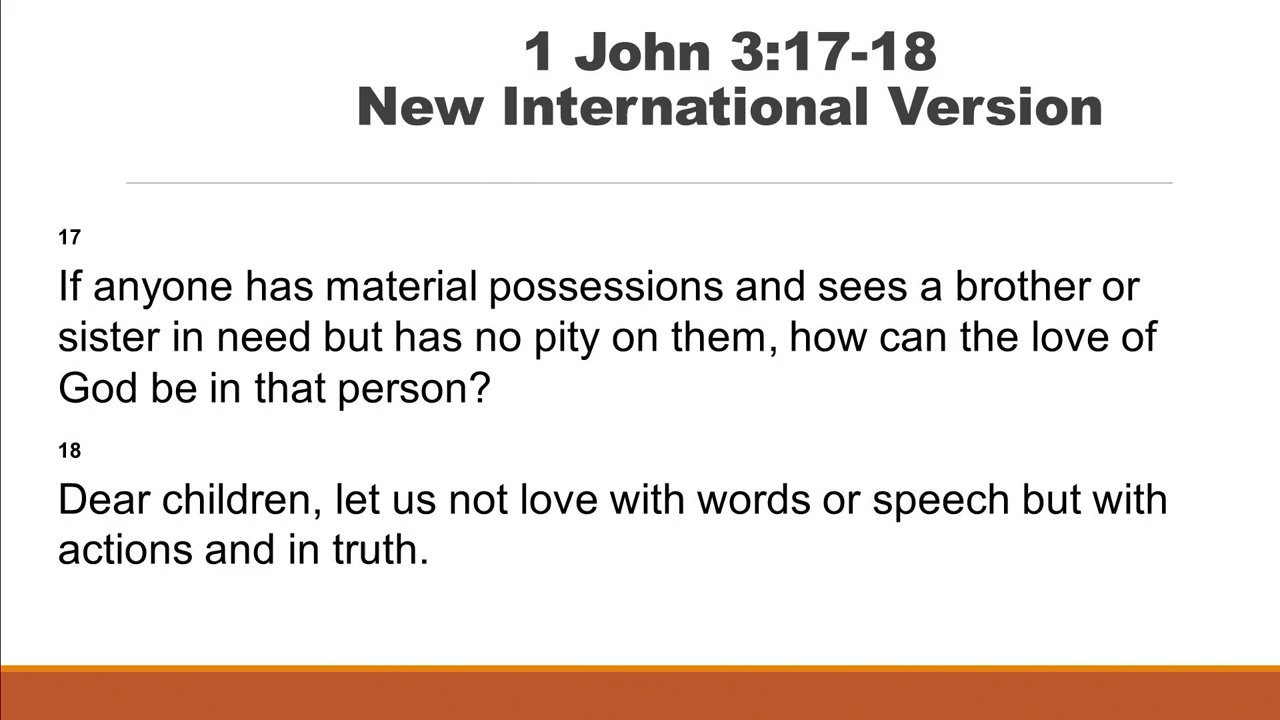 1 John 3:17-18
New International Version
17
If anyone has material possessions and sees a brother or
sister in need but has no pity on them, how can the love of
God be in that person?
18
Dear children, let us not love with words or speech but with
actions and in truth.